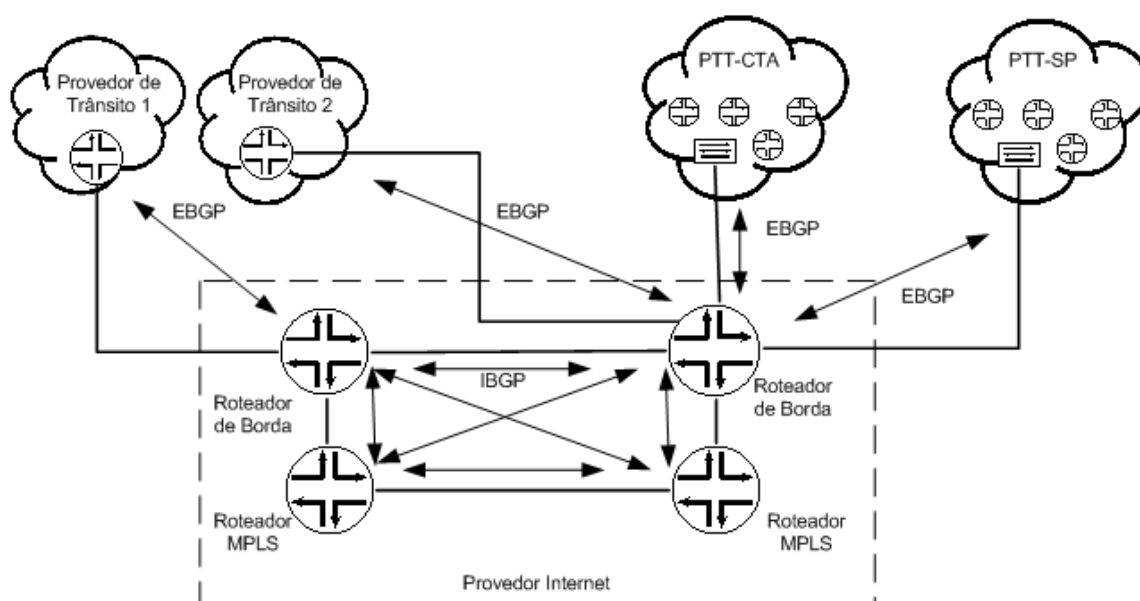 Provedor de
Trânsito 1
Provedor de
Trânsito 2
PTT-CTA
PTT-SP
EBGP
EBGP
EBGP
EBGP
IBGP
Roteador
de Borda
Roteador
de Borda
Roteador
MPLS
Roteador
MPLS
Provedor Internet